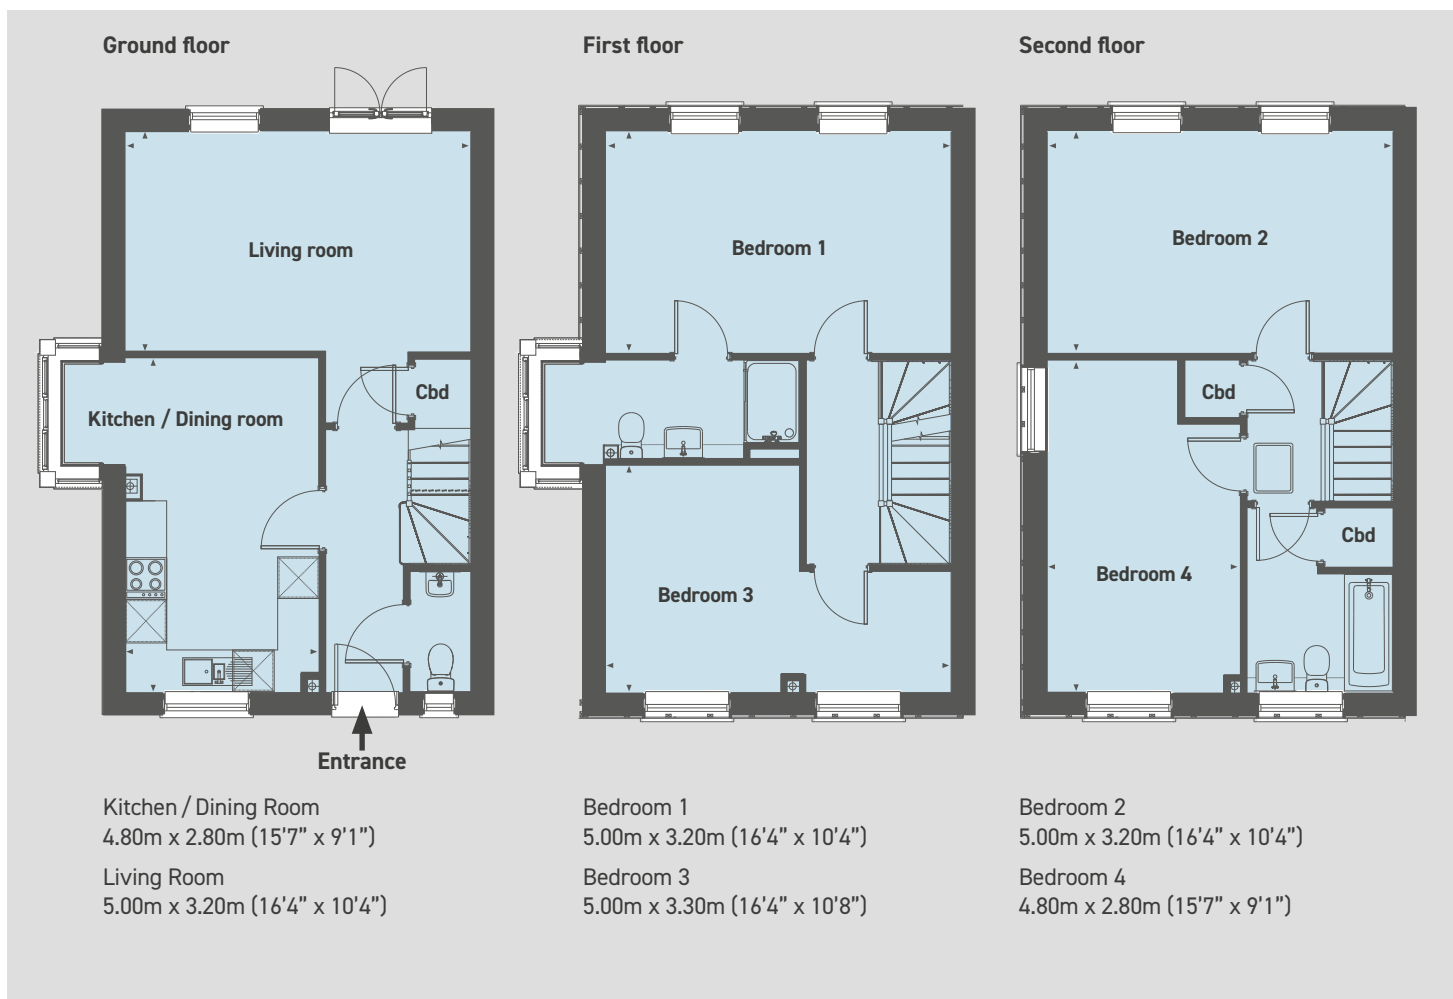 Ground floor
Living room
Kitchen / Dining room
Cbd
Entrance
Kitchen / Dining Room
4.80m x 2.80m (15’7” x 9’1”)
Living Room
5.00m x 3.20m (16’4” x 10’4”)
First floor
Bedroom 1
Bedroom 3
Bedroom 1
5.00m x 3.20m (16’4” x 10’4”)
Bedroom 3
5.00m x 3.30m (16’4” x 10’8”)
Second floor
Bedroom 2
Cbd
Cbd
Bedroom 4
Bedroom 2
5.00m x 3.20m (16’4” x 10’4”)
Bedroom 4
4.80m x 2.80m (15’7” x 9’1”)